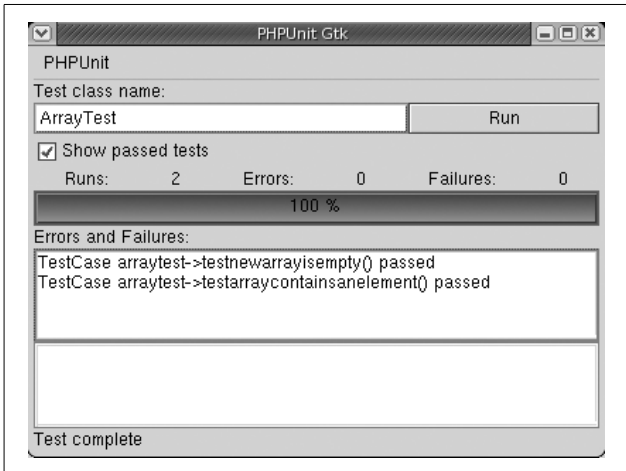 PHPUnit Gtk
PHPUnit
Test class name:
ArrayTest
Run
Show passed tests
Runs: 2 Errors: 0 Failures: 0
100 %
Errors and Failures:
TestCase arraytest->testnewarrayisempty() passed
TestCase arraytest->testarraycontainsanelement() passed
Test complete